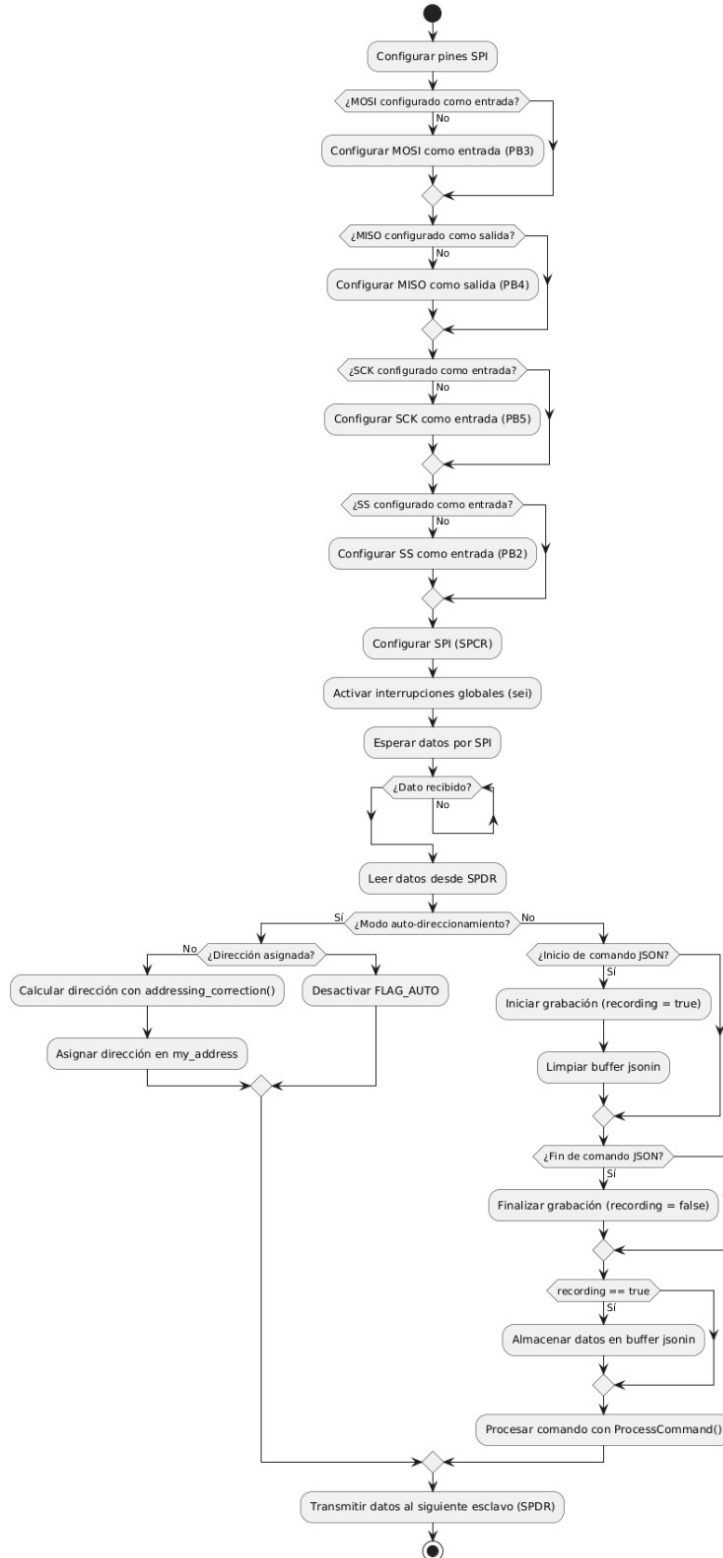 Configurar pines SPI
¿MOSI configurado como entrada?
No
Configurar MOSI como entrada (PB3)
¿MISO configurado como salida?
No
Configurar MISO como salida (PB4)
¿SCK configurado como entrada?
No
Configurar SCK como entrada (PB5)
¿SS configurado como entrada?
No
Configurar SS como entrada (PB2)
Configurar SPI (SPCR)
Activar interrupciones globales (sei)
Esperar datos por SPI
¿Dato recibido?
No
Leer datos desde SPDR
Sí
¿Modo auto-direccionamiento?
No
No
¿Dirección asignada?
Calcular dirección con addressing_correction()
Desactivar FLAG_AUTO
Asignar dirección en my_address
¿Inicio de comando JSON?
Sí
Iniciar grabación (recording = true)
Limpiar buffer jsonin
¿Fin de comando JSON?
Sí
Finalizar grabación (recording = false)
recording == true
Sí
Almacenar datos en buffer jsonin
Procesar comando con ProcessCommand()
Transmitir datos al siguiente esclavo (SPDR)